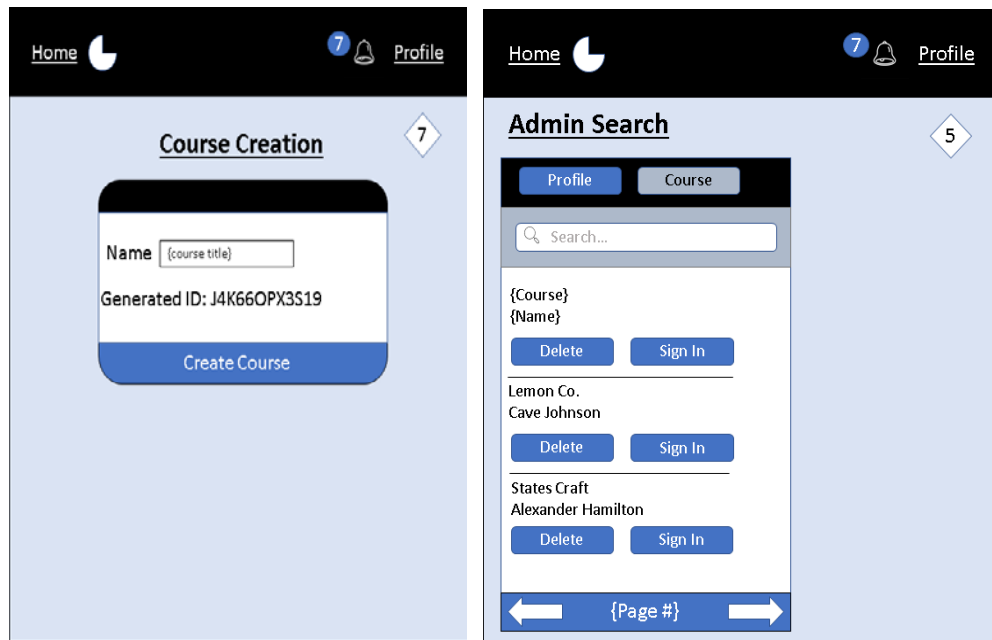 Home 7 Profile
7
Course Creation
Name {course title}
Generated ID: J4K66OPX3S19
Create Course
Home 7 Profile
Admin Search
5
Profile Course
Search...
{Course}
{Name}
Delete Sign In
Lemon Co.
Cave Johnson
Delete Sign In
States Craft
Alexander Hamilton
Delete Sign In
{Page #}